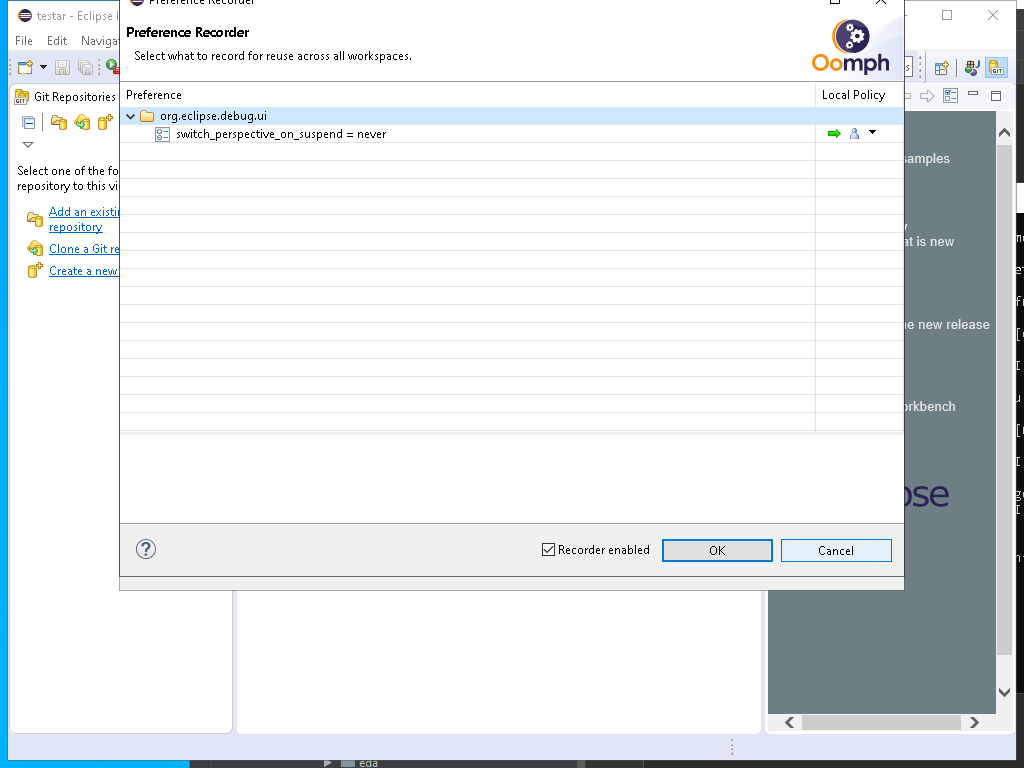 testar - Eclipse
Preference Recorder
File Edit
Preference Recorder
Select what to record for reuse across all workspaces.
Oomph
Git Repositories
Preference
Local Policy
org.eclipse.debug.ui
switch_perspective_on_suspend = never
Select one of the fo
repository to this vi
Add an existi
repository
Clone a Git re
Create a new
amples
at is new
he new release
orkbench
pse
Recorder enabled
OK
Cancel
eda